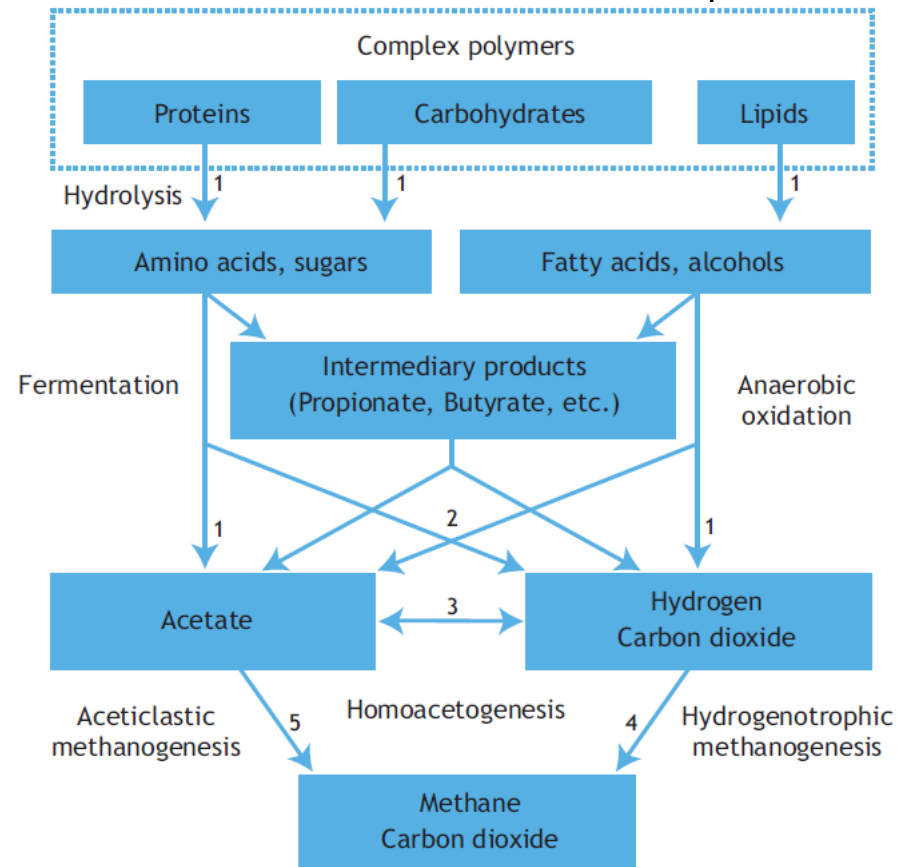 Complex polymers
Proteins
Carbohydrates
Lipids
1
1
1
Hydrolysis
Amino acids, sugars
Fatty acids, alcohols
Intermediary products
(Propionate, Butyrate, etc.)
Fermentation
Anaerobic
oxidation
2
1
1
Acetate
3
Hydrogen
Carbon dioxide
Aceticlastic
methanogenesis
5
Homoacetogenesis
4
Hydrogenotrophic
methanogenesis
Methane
Carbon dioxide